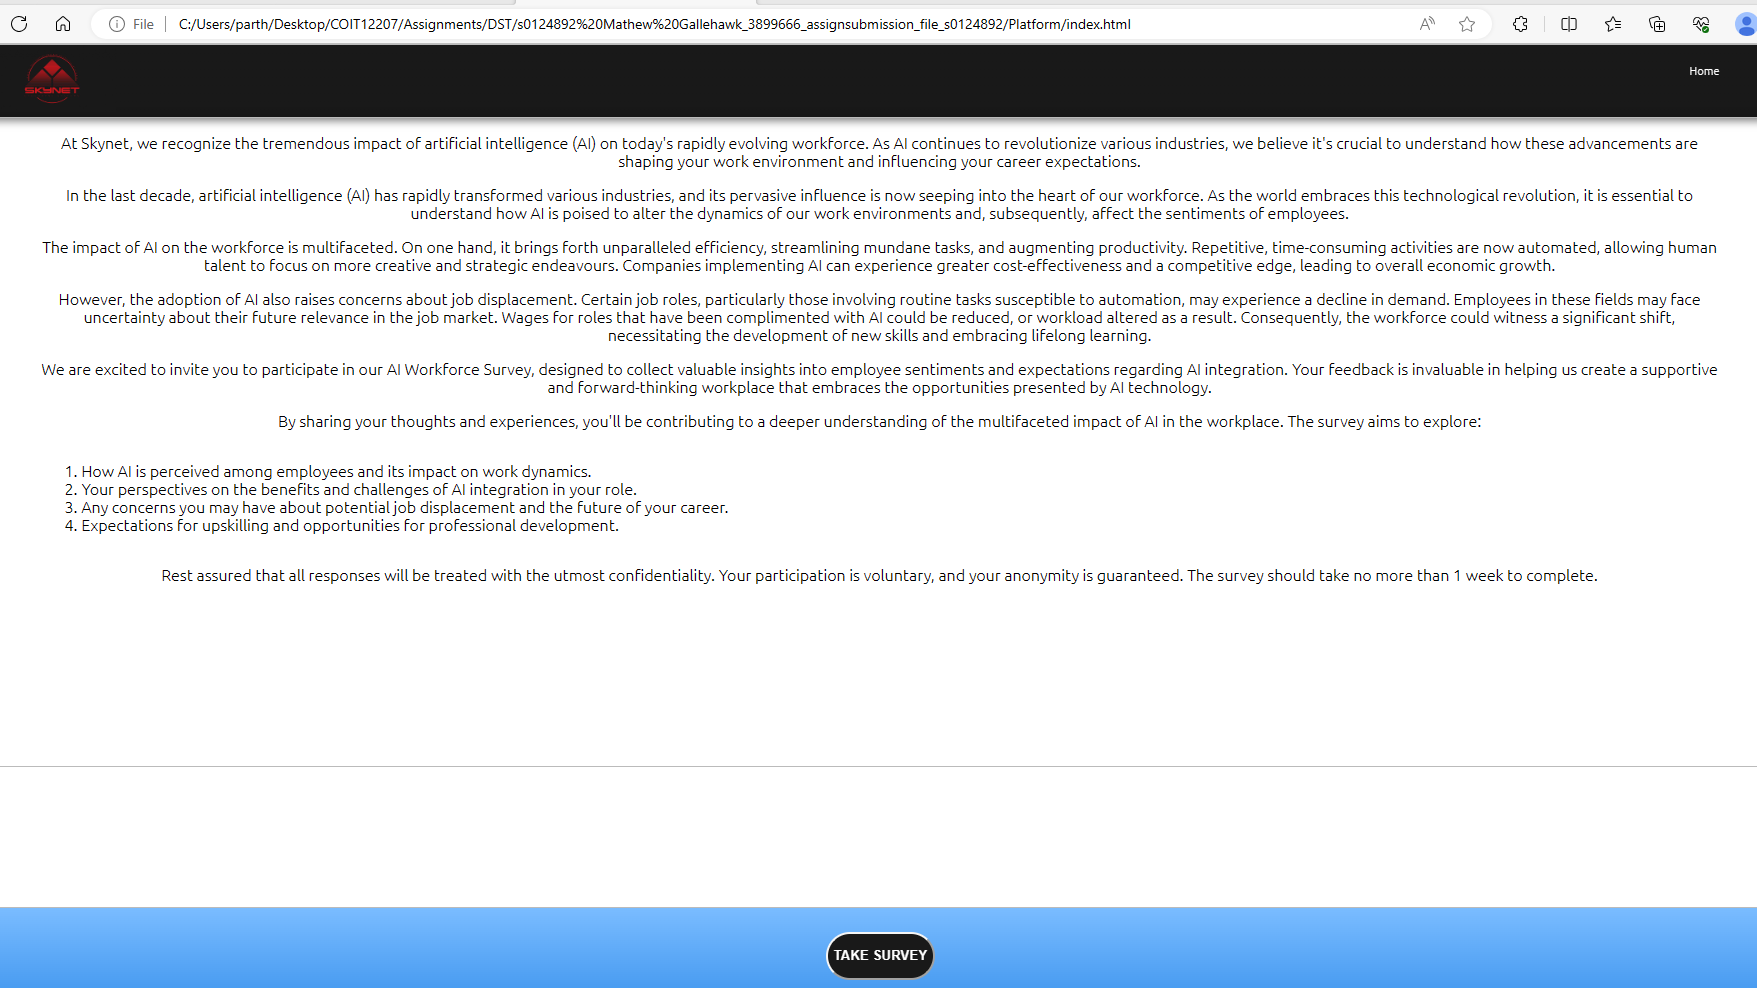 File
C:/Users/parth/Desktop/COIT12207/Assignments/DST/s0124892%20Mathew%20Gallehawk_3899666_assignsubmission_file_s0124892/Platform/index.html
SKYNET
Home
At Skynet, we recognize the tremendous impact of artificial intelligence (AI) on today's rapidly evolving workforce. As AI continues to revolutionize various industries, we believe it's crucial to understand how these advancements are
shaping your work environment and influencing your career expectations.
In the last decade, artificial intelligence (AI) has rapidly transformed various industries, and its pervasive influence is now seeping into the heart of our workforce. As the world embraces this technological revolution, it is essential to
understand how AI is poised to alter the dynamics of our work environments and, subsequently, affect the sentiments of employees.
The impact of AI on the workforce is multifaceted. On one hand, it brings forth unparalleled efficiency, streamlining mundane tasks, and augmenting productivity. Repetitive, time-consuming activities are now automated, allowing human
talent to focus on more creative and strategic endeavours. Companies implementing AI can experience greater cost-effectiveness and a competitive edge, leading to overall economic growth.
However, the adoption of AI also raises concerns about job displacement. Certain job roles, particularly those involving routine tasks susceptible to automation, may experience a decline in demand. Employees in these fields may face
uncertainty about their future relevance in the job market. Wages for roles that have been complimented with AI could be reduced, or workload altered as a result. Consequently, the workforce could witness a significant shift,
necessitating the development of new skills and embracing lifelong learning.
We are excited to invite you to participate in our AI Workforce Survey, designed to collect valuable insights into employee sentiments and expectations regarding AI integration. Your feedback is invaluable in helping us create a supportive
and forward-thinking workplace that embraces the opportunities presented by AI technology.
By sharing your thoughts and experiences, you'll be contributing to a deeper understanding of the multifaceted impact of AI in the workplace. The survey aims to explore:
1. How AI is perceived among employees and its impact on work dynamics.
2. Your perspectives on the benefits and challenges of AI integration in your role.
3. Any concerns you may have about potential job displacement and the future of your career.
4. Expectations for upskilling and opportunities for professional development.
Rest assured that all responses will be treated with the utmost confidentiality. Your participation is voluntary, and your anonymity is guaranteed. The survey should take no more than 1 week to complete.
TAKE SURVEY